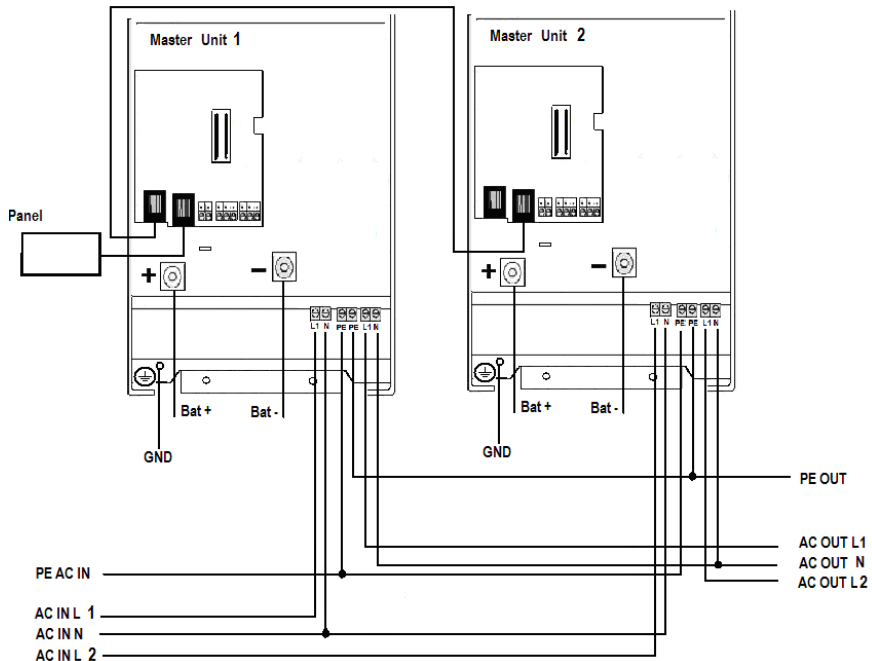 Master Unit 1
Master Unit 2
Panel
+
-
+
-
L1 N PE PE L1 N
L1 N PE PE L1 N
Bat +
Bat -
Bat +
Bat -
GND
GND
PE OUT
AC OUT L1
PE AC IN
AC OUT N
AC OUT L2
AC IN L 1
AC IN N
AC IN L 2